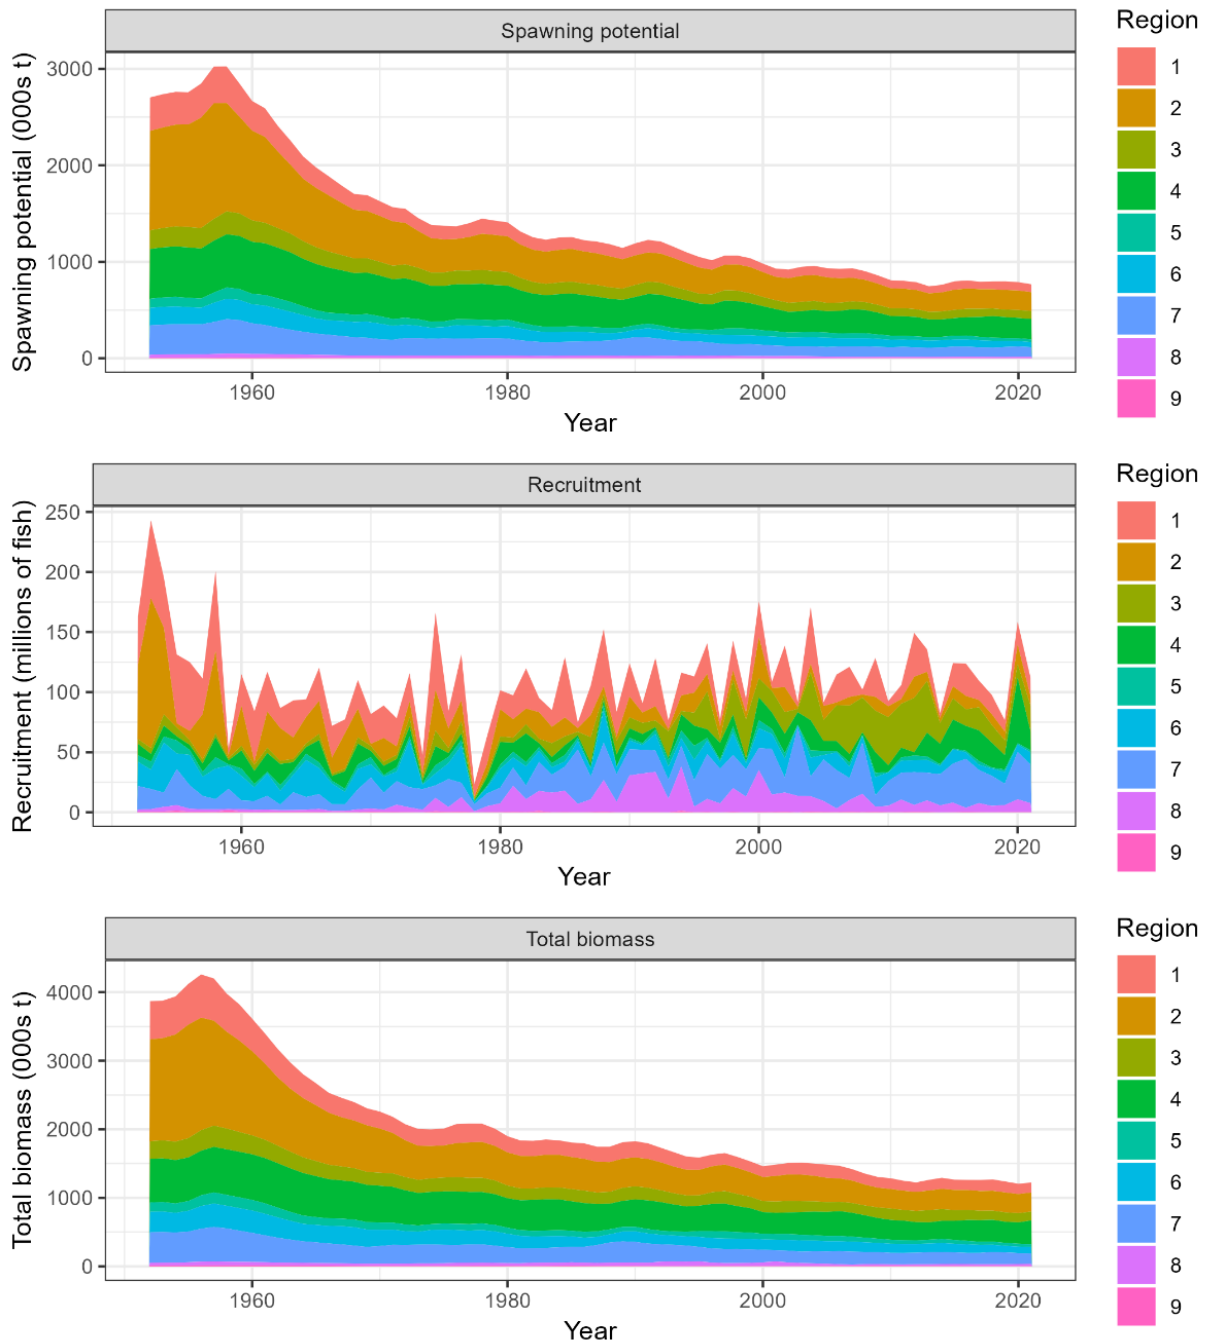 Spawning potential
Spawning potential (000s t)
3000
2000
1000
0
1960 1980 2000 2020
Year
Region
1
2
3
4
5
6
7
8
9
Recruitment
Recruitment (millions of fish)
250
200
150
100
50
0
1960 1980 2000 2020
Year
Region
1
2
3
4
5
6
7
8
9
Total biomass
Total biomass (000s t)
4000
3000
2000
1000
0
1960 1980 2000 2020
Year
Region
1
2
3
4
5
6
7
8
9